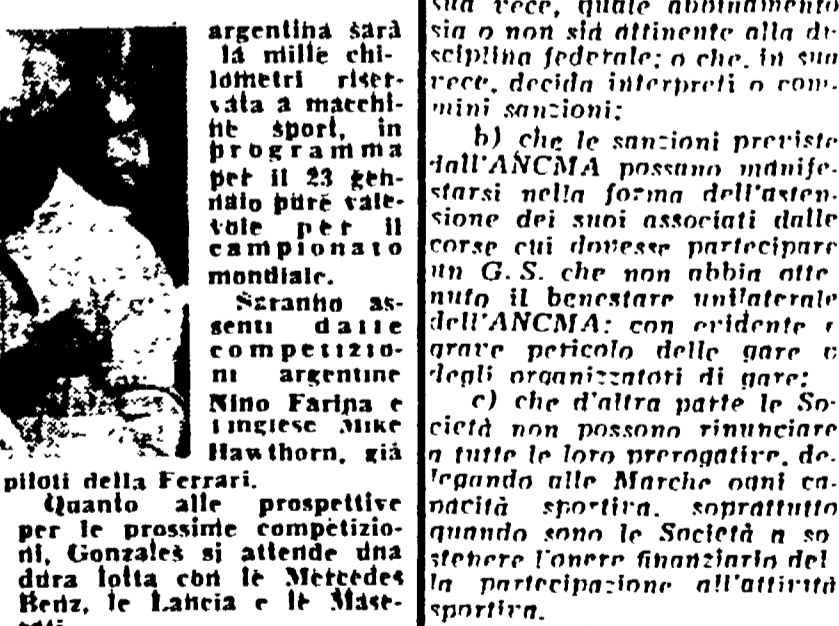 argentina sarà
la mille chi-
lometri riser-
vata a macchi-
ne sport, in
programma
per il 23 gen-
naio pure vale-
vole per il
campionato
mondiale.
Saranno as-
senti dalle
competizio-
ni argentine
Nino Farina e
l'inglese Mike
Hawthorn, già
piloti della Ferrari.
Quanto alle prospettive
per le prossime competizio-
ni, Gonzales si attende una
dura lotta con le Mercedes
Benz, le Lancia e le Mase-
sua vece, quale abbinamento
sia o non sia attinente alla di-
sciplina federale; o che, in sua
vece, decida interpreti o com-
mini sanzioni;
b) che le sanzioni previste
dall'ANCMA possano manife-
starsi nella forma dell'asten-
sione dei suoi associati dalle
corse cui dovesse partecipare
un G. S. che non abbia otte-
nuto il benestare unilaterale
dell'ANCMA; con evidente e
grave pericolo delle gare e
degli organizzatori di gare;
c) che d'altra parte le So-
cietà non possono rinunciare
a tutte le loro prerogative, de-
legando alle Marche ogni ca-
pacità sportiva, soprattutto
quando sono le Società a so
stenere l'onere finanziario del
la partecipazione all'attività
sportiva.